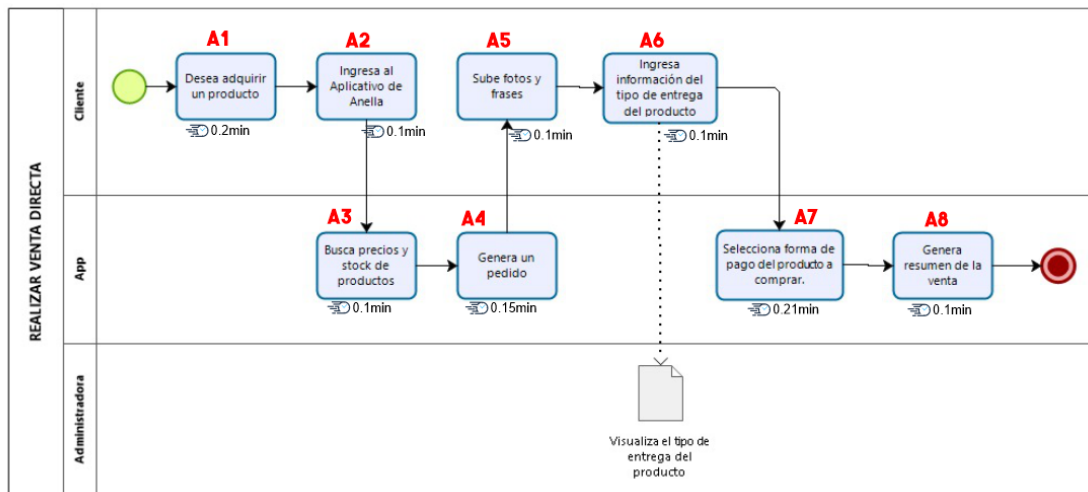 REALIZAR VENTA DIRECTA
Cliente
A1
Desea adquirir
un producto
0.2min
A2
Ingresa al
Aplicativo de
Anella
0.1min
A5
Sube fotos y
frases
0.1min
A6
Ingresa
información del
tipo de entrega
del producto
0.1min
App
A3
Busca precios y
stock de
productos
0.1min
A4
Genera un
pedido
0.15min
A7
Selecciona forma de
pago del producto a
comprar.
0.21min
A8
Genera
resumen de la
venta
0.1min
Administradora
Visualiza el tipo de
entrega del
producto